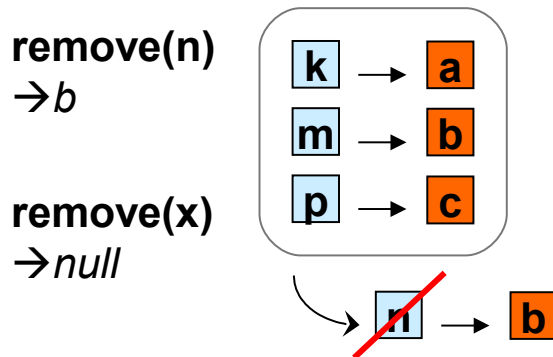 remove(n)
→b
remove(x)
→null
k → a
m → b
p → c
n → b